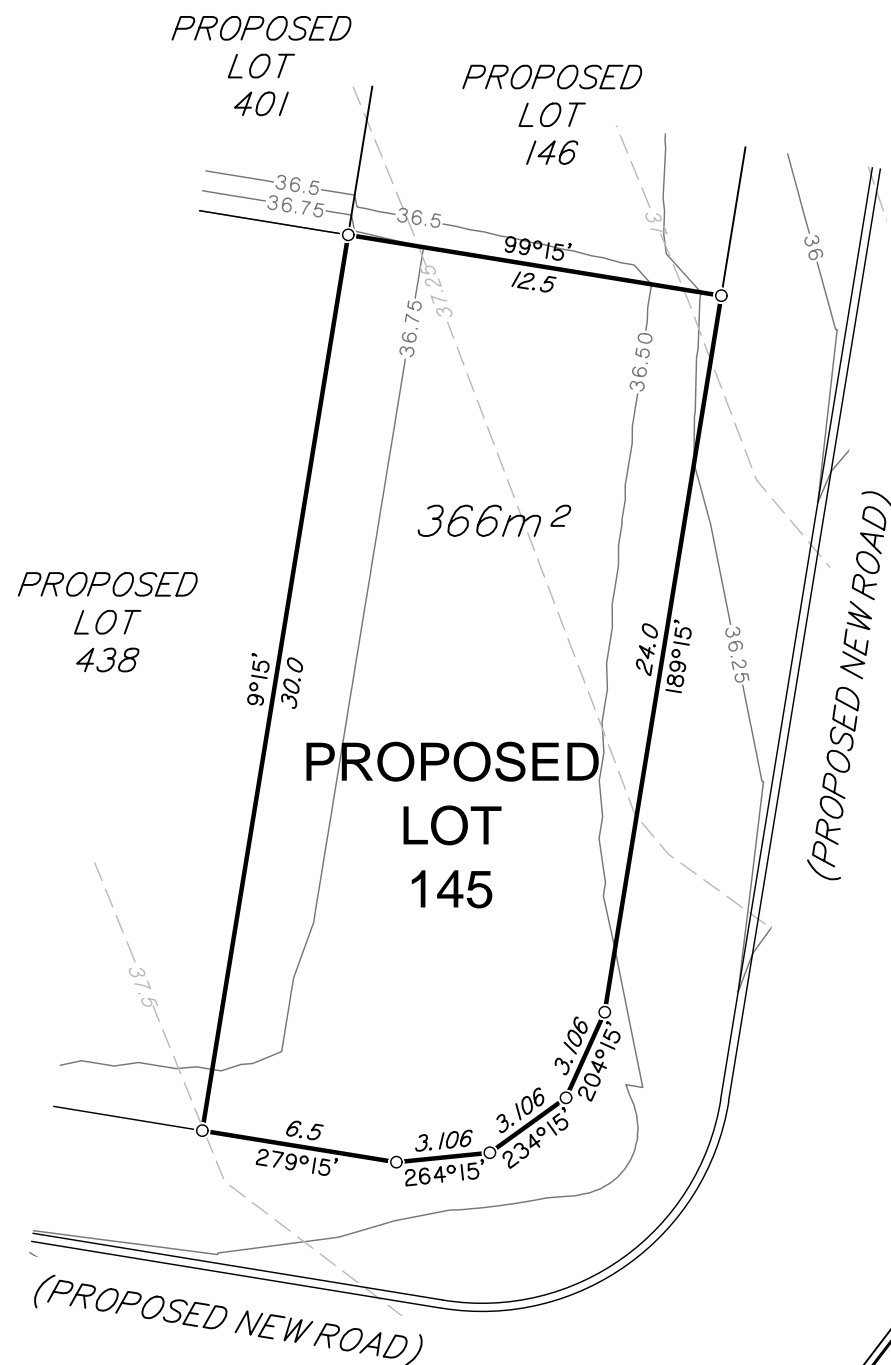 PROPOSED
LOT
401
PROPOSED
LOT
146
36.5
36.75
36.5
37
36
99°15'
12.5
37.25
36.75
36.50
366m²
PROPOSED
LOT
438
9°15'
30.0
24.0
189°15'
36.25
(PROPOSED NEW ROAD)
PROPOSED
LOT
145
37.5
3.106
204°15'
3.106
234°15'
3.106
264°15'
6.5
279°15'
(PROPOSED NEW ROAD)